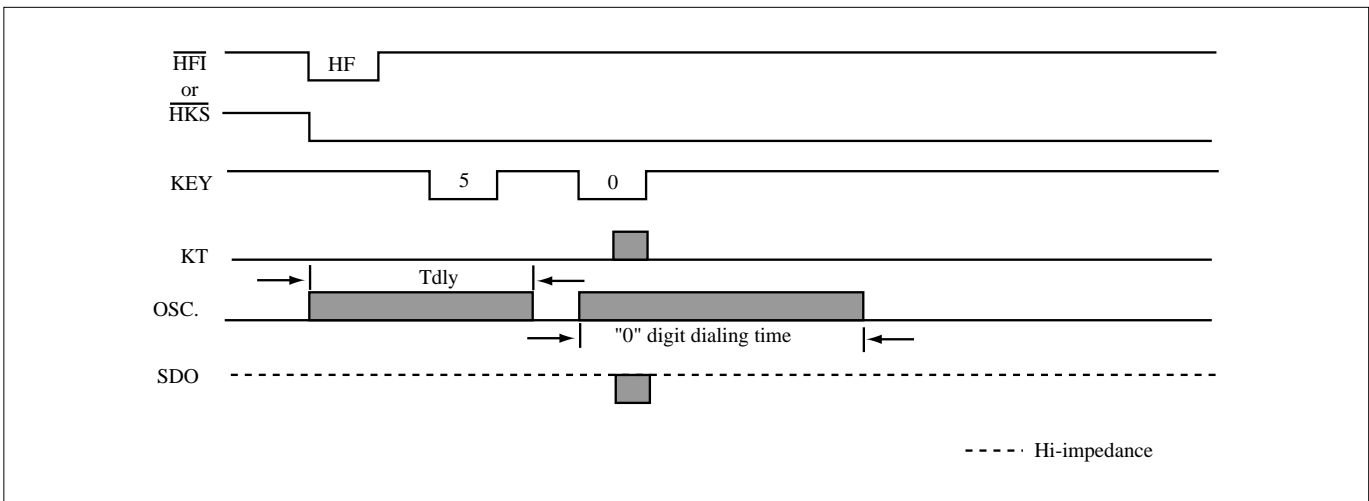 HFI
HF
or
HKS
KEY
5
0
KT
Tdly
OSC.
"0" digit dialing time
SDO
Hi-impedance